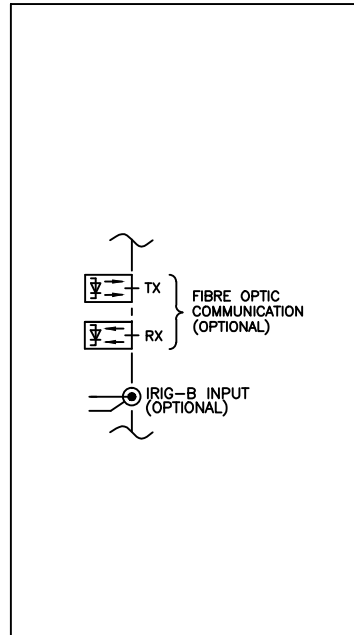 TX
FIBRE OPTIC
COMMUNICATION
(OPTIONAL)
RX
IRIG-B INPUT
(OPTIONAL)